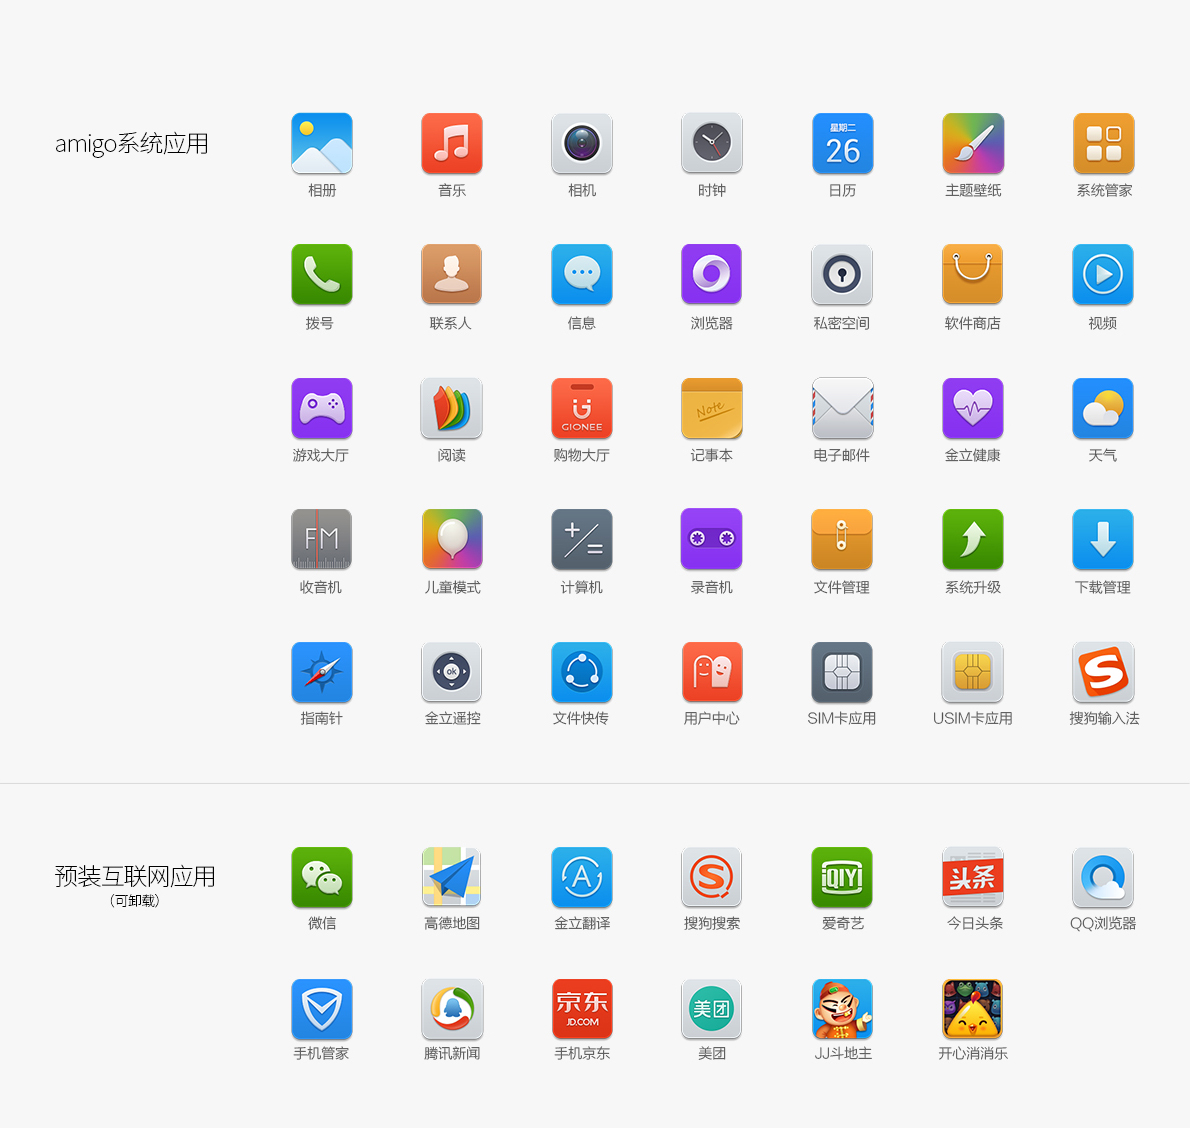 amigo系统应用
星期二
26
相册 音乐 相机 时钟 日历 主题壁纸 系统管家
拨号 联系人 信息 浏览器 私密空间 软件商店 视频
GIONEE
Note
游戏大厅 阅读 购物大厅 记事本 电子邮件 金立健康 天气
FM
收音机 儿童模式 计算机 录音机 文件管理 系统升级 下载管理
ok
指南针 金立遥控 文件快传 用户中心 SIM卡应用 USIM卡应用 搜狗输入法
预装互联网应用
（可卸载）
A
iQIYI
头条
微信 高德地图 金立翻译 搜狗搜索 爱奇艺 今日头条 QQ浏览器
京东
JD.COM
美团
手机管家 腾讯新闻 手机京东 美团 JJ斗地主 开心消消乐